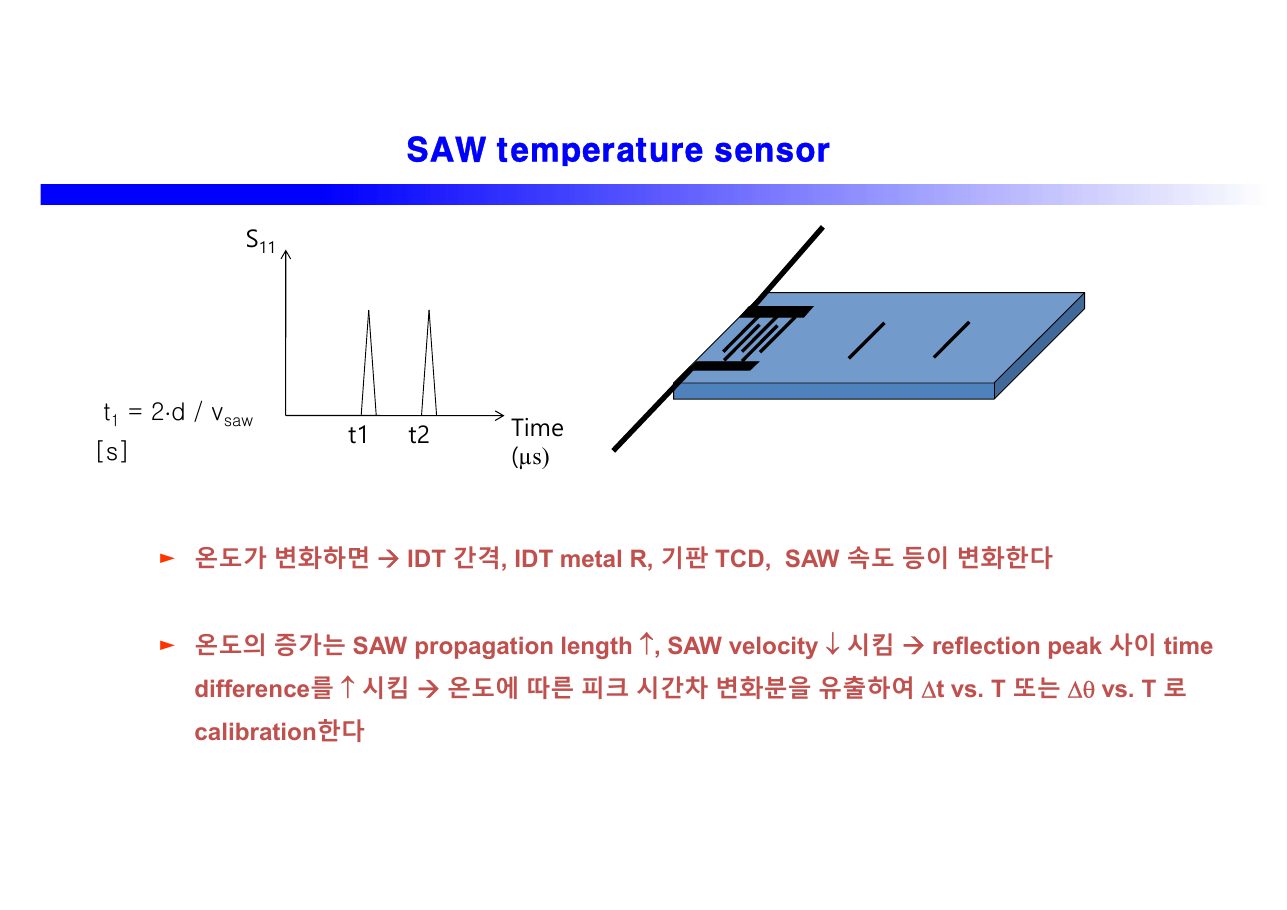 SAW temperature sensor
S11
t1 = 2·d / vsaw
[s]
t1
t2
Time
(μs)
► 온도가 변화하면 → IDT 간격, IDT metal R, 기판 TCD, SAW 속도 등이 변화한다
► 온도의 증가는 SAW propagation length ↑, SAW velocity ↓ 시킴 → reflection peak 사이 time
difference를 ↑ 시킴 → 온도에 따른 피크 시간차 변화분을 유출하여 Δt vs. T 또는 Δθ vs. T 로
calibration한다